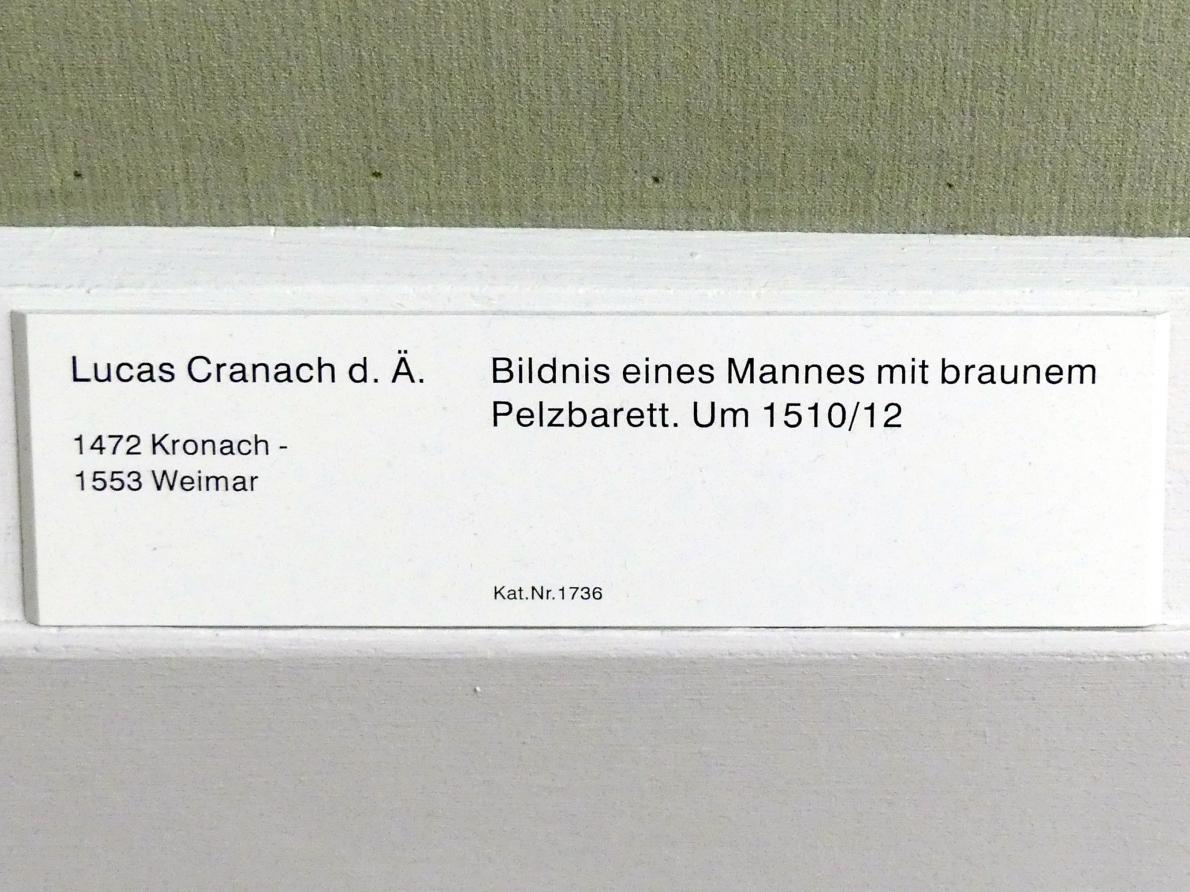 Lucas Cranach d. Ä.
1472 Kronach -
1553 Weimar
Bildnis eines Mannes mit braunem
Pelzbarett. Um 1510/12
Kat.Nr.1736